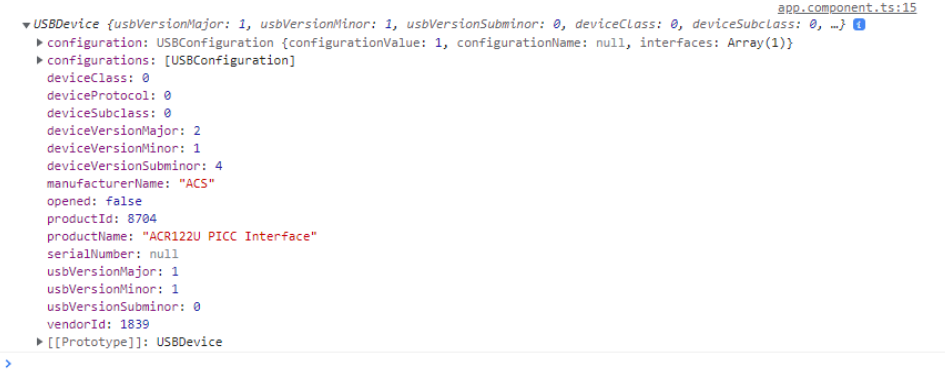 app.component.ts:15
▼USBDevice {usbVersionMajor: 1, usbVersionMinor: 1, usbVersionSubminor: 0, deviceClass: 0, deviceSubclass: 0, …} i
▶configuration: USBConfiguration {configurationValue: 1, configurationName: null, interfaces: Array(1)}
▶configurations: [USBConfiguration]
deviceClass: 0
deviceProtocol: 0
deviceSubclass: 0
deviceVersionMajor: 2
deviceVersionMinor: 1
deviceVersionSubminor: 4
manufacturerName: "ACS"
opened: false
productId: 8704
productName: "ACR122U PICC Interface"
serialNumber: null
usbVersionMajor: 1
usbVersionMinor: 1
usbVersionSubminor: 0
vendorId: 1839
▶[[Prototype]]: USBDevice
>